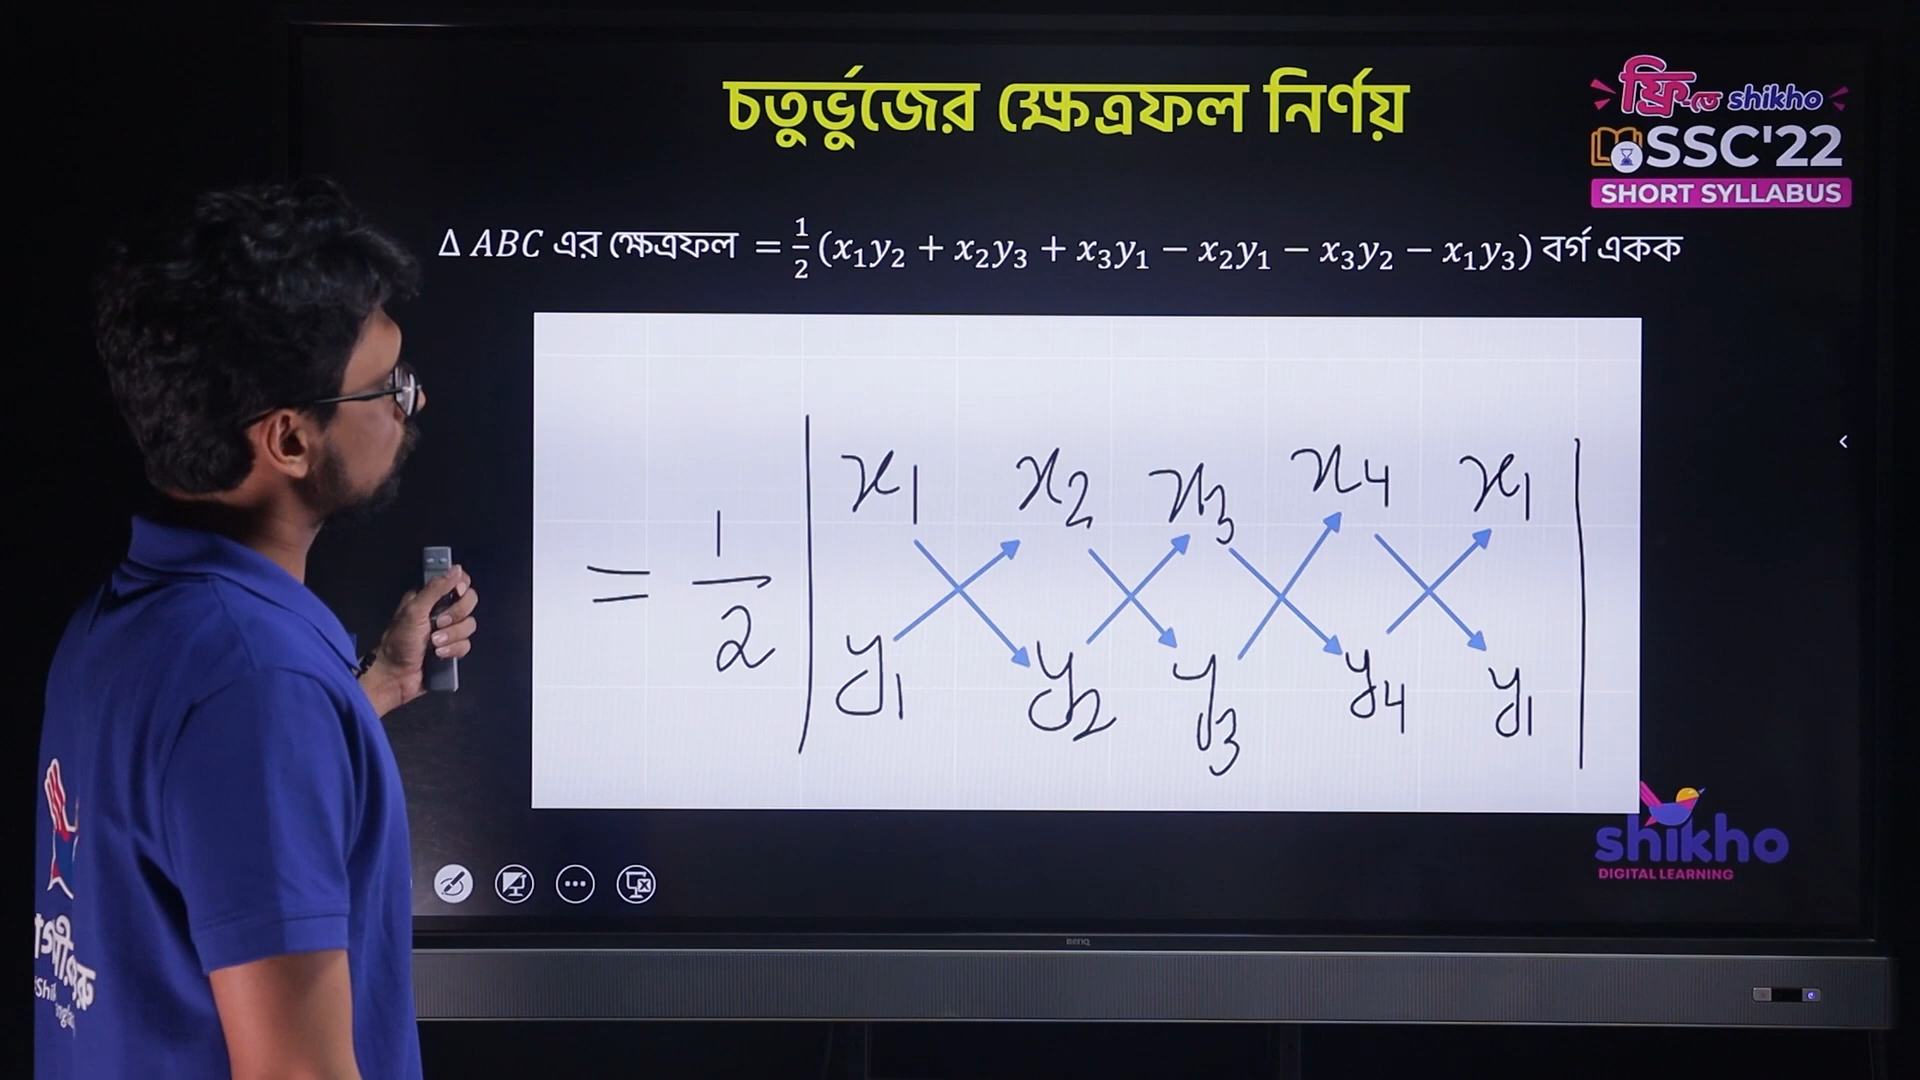 চতুর্ভুজের ক্ষেত্রফল নির্ণয়
ফ্রি-তে shikho
SSC'22
SHORT SYLLABUS
Δ ABC এর ক্ষেত্রফল = 1/2 (x₁y₂ + x₂y₃ + x₃y₁ − x₂y₁ − x₃y₂ − x₁y₃) বর্গ একক
x₁ x₂ x₃ x₄ x₁
= 1/2
y₁ y₂ y₃ y₄ y₁
shikho
DIGITAL LEARNING
BenQ